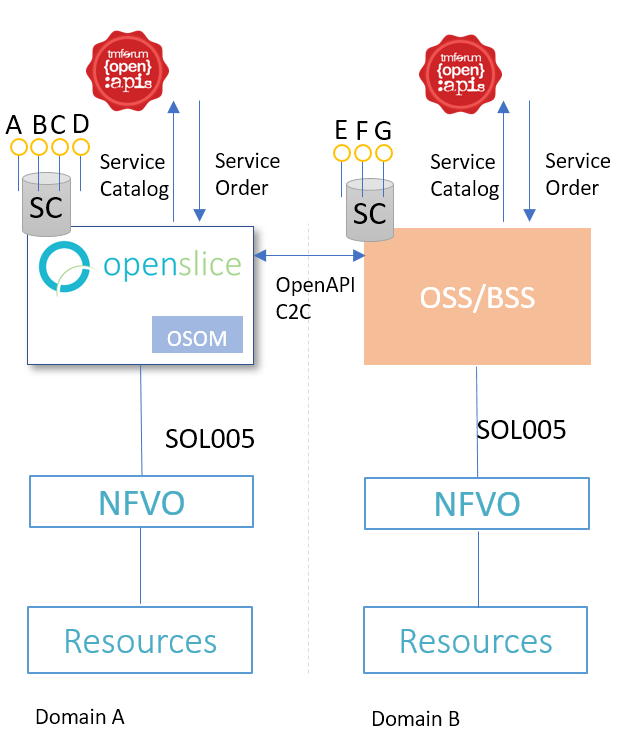 tmforum
{open}
:apis
tmforum
{open}
:apis
A B C D
E F G
Service
Catalog
Service
Order
Service
Catalog
Service
Order
SC
SC
openslice
OSOM
OpenAPI
C2C
OSS/BSS
SOL005
SOL005
NFVO
NFVO
Resources
Resources
Domain A
Domain B